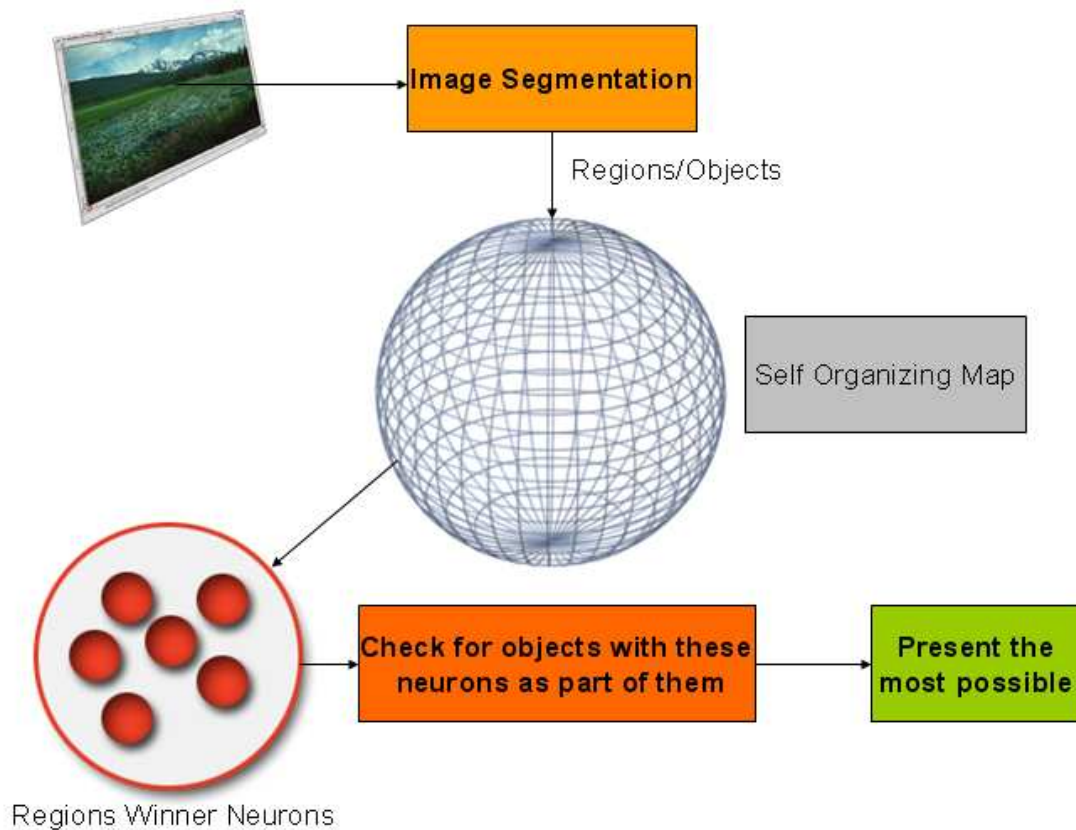 Image Segmentation
Regions/Objects
Self Organizing Map
Check for objects with these
neurons as part of them
Present the
most possible
Regions Winner Neurons